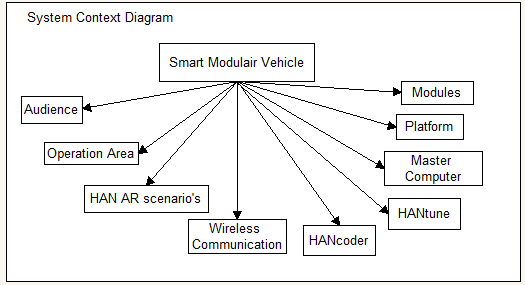 System Context Diagram
Smart Modulair Vehicle
Audience
Modules
Platform
Operation Area
Master
Computer
HAN AR scenario's
HANtune
Wireless
Communication
HANcoder